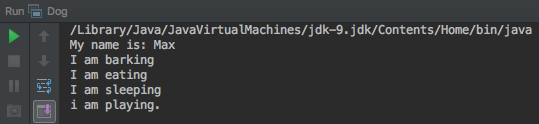 Run Dog
/Library/Java/JavaVirtualMachines/jdk-9.jdk/Contents/Home/bin/java
My name is: Max
I am barking
I am eating
I am sleeping
i am playing.